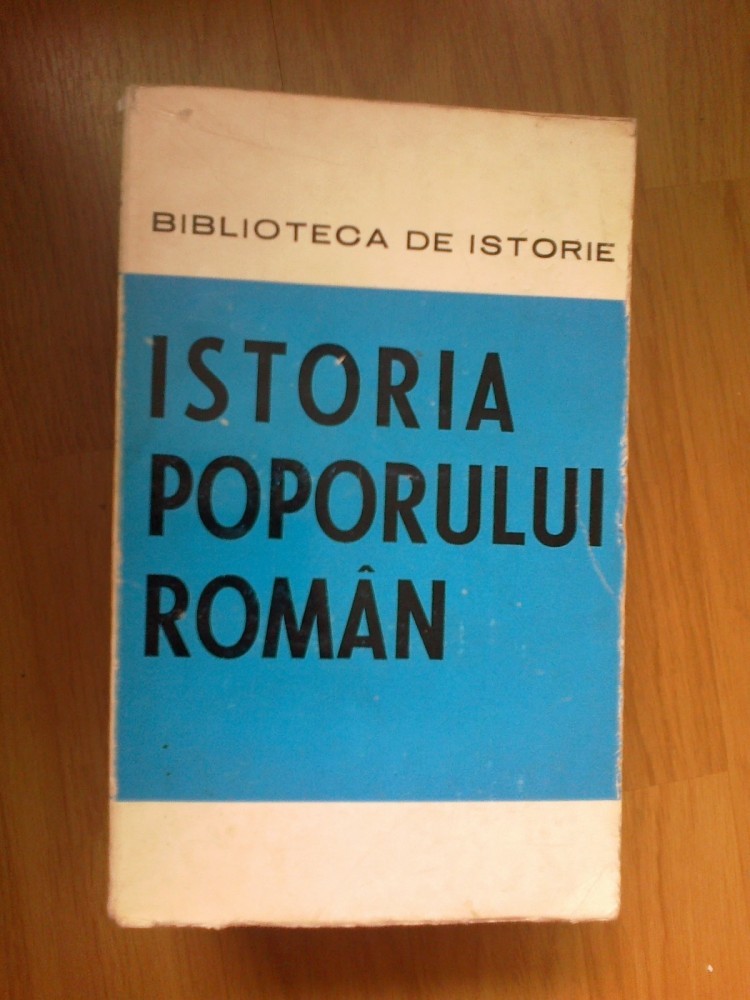 BIBLIOTECA DE ISTORIE
ISTORIA
POPORULUI
ROMÂN